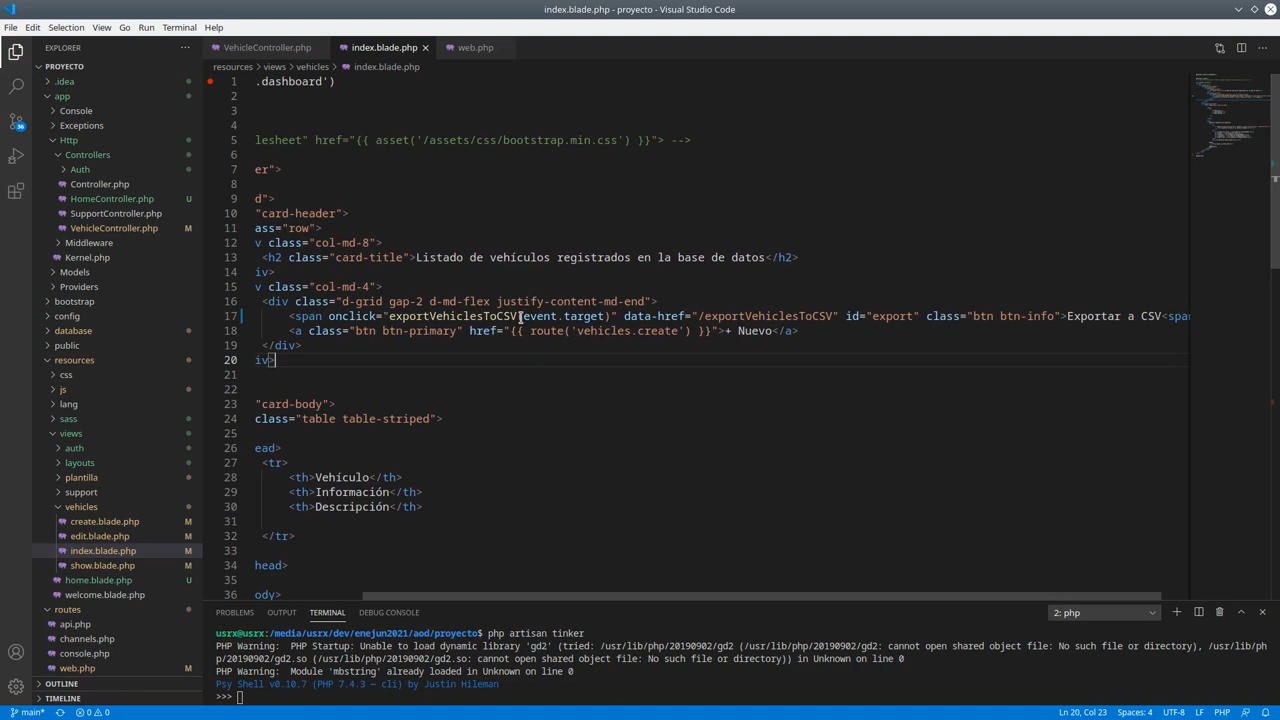 index.blade.php - proyecto - Visual Studio Code
File Edit Selection View Go Run Terminal Help
EXPLORER
VehicleController.php
index.blade.php
web.php
resources > views > vehicles > index.blade.php
PROYECTO
.idea
app
Console
Exceptions
Http
Controllers
Auth
Controller.php
HomeController.php U
SupportController.php
VehicleController.php M
Middleware
Kernel.php
Models
Providers
bootstrap
config
database
public
resources
css
js
lang
sass
views
auth
layouts
plantilla
support
vehicles
create.blade.php M
edit.blade.php M
index.blade.php M
show.blade.php M
home.blade.php U
welcome.blade.php
routes
api.php
channels.php
console.php
web.php M
OUTLINE
TIMELINE
36
1 .dashboard')
2
3
4
5 lesheet" href="{{ asset('/assets/css/bootstrap.min.css') }}"> -->
6
7 er">
8
9 d">
10 "card-header">
11 ass="row">
12 v class="col-md-8">
13 <h2 class="card-title">Listado de vehículos registrados en la base de datos</h2>
14 iv>
15 v class="col-md-4">
16 <div class="d-grid gap-2 d-md-flex justify-content-md-end">
17 <span onclick="exportVehiclesToCSV(event.target)" data-href="/exportVehiclesToCSV" id="export" class="btn btn-info">Exportar a CSV<span
18 <a class="btn btn-primary" href="{{ route('vehicles.create') }}">+ Nuevo</a>
19 </div>
20 iv>
21
22
23 "card-body">
24 class="table table-striped">
25
26 ead>
27 <tr>
28 <th>Vehículo</th>
29 <th>Información</th>
30 <th>Descripción</th>
31
32 </tr>
33
34 head>
35
36 ody>
PROBLEMS OUTPUT TERMINAL DEBUG CONSOLE
2: php
usrx@usrx:/media/usrx/dev/enejun2021/aod/proyecto$ php artisan tinker
PHP Warning:  PHP Startup: Unable to load dynamic library 'gd2' (tried: /usr/lib/php/20190902/gd2 (/usr/lib/php/20190902/gd2: cannot open shared object file: No such file or directory), /usr/lib/ph
p/20190902/gd2.so (/usr/lib/php/20190902/gd2.so: cannot open shared object file: No such file or directory)) in Unknown on line 0
PHP Warning:  Module 'mbstring' already loaded in Unknown on line 0
Psy Shell v0.10.7 (PHP 7.4.3 — cli) by Justin Hileman
>>>
main* 0 0
Ln 20, Col 23 Spaces: 4 UTF-8 LF PHP